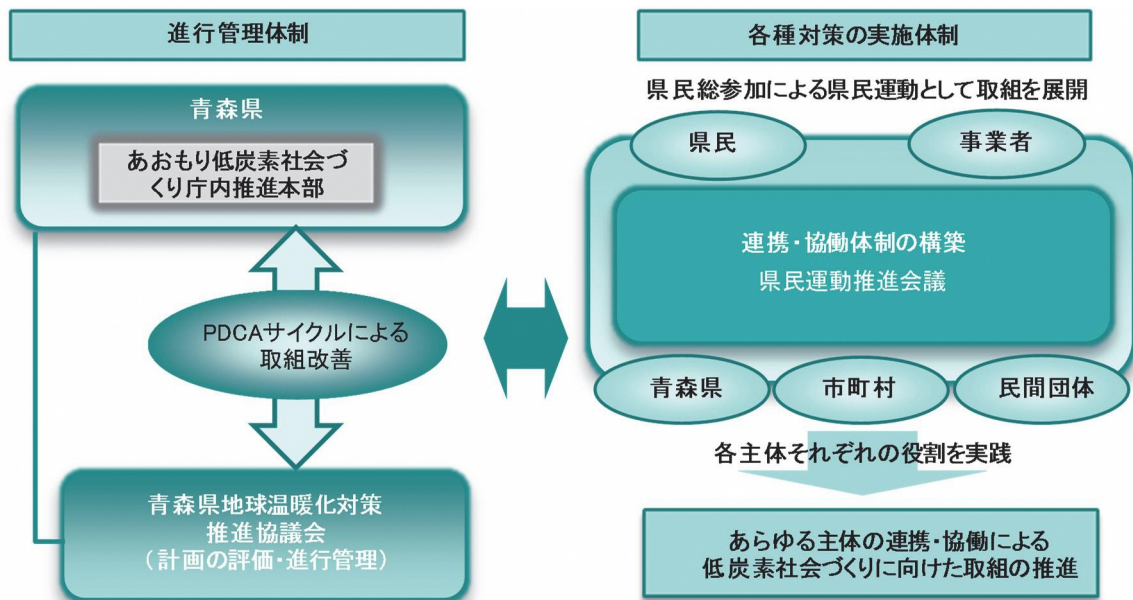 進行管理体制
青森県
あおもり低炭素社会づ
くり庁内推進本部
PDCAサイクルによる
取組改善
青森県地球温暖化対策
推進協議会
（計画の評価・進行管理）
各種対策の実施体制
県民総参加による県民運動として取組を展開
県民
事業者
連携・協働体制の構築
県民運動推進会議
青森県
市町村
民間団体
各主体それぞれの役割を実践
あらゆる主体の連携・協働による
低炭素社会づくりに向けた取組の推進